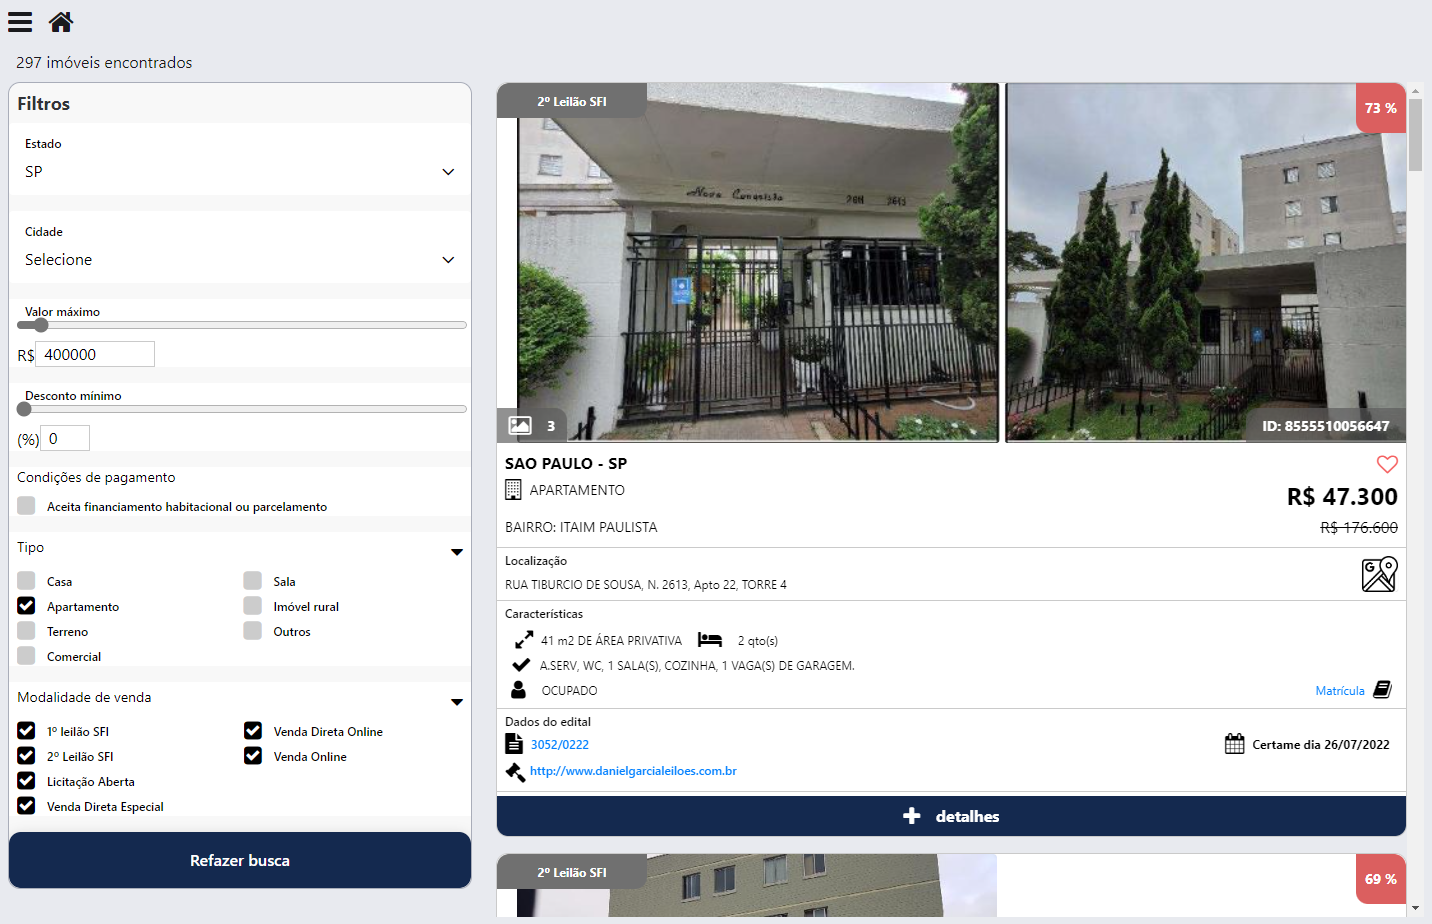 297 imóveis encontrados
Filtros
Estado
SP
Cidade
Selecione
Valor máximo
R$ 400000
Desconto mínimo
(%) 0
Condições de pagamento
Aceita financiamento habitacional ou parcelamento
Tipo
Casa
Sala
Apartamento
Imóvel rural
Terreno
Outros
Comercial
Modalidade de venda
1º leilão SFI
Venda Direta Online
2º Leilão SFI
Venda Online
Licitação Aberta
Venda Direta Especial
Refazer busca
2º Leilão SFI
73 %
Nova Conquista
2613
3
ID: 8555510056647
SAO PAULO - SP
APARTAMENTO
R$ 47.300
BAIRRO: ITAIM PAULISTA
R$ 176.600
Localização
RUA TIBURCIO DE SOUSA, N. 2613, Apto 22, TORRE 4
Características
41 m2 DE ÁREA PRIVATIVA
2 qto(s)
A.SERV, WC, 1 SALA(S), COZINHA, 1 VAGA(S) DE GARAGEM.
OCUPADO
Matrícula
Dados do edital
3052/0222
Certame dia 26/07/2022
http://www.danielgarcialeiloes.com.br
detalhes
2º Leilão SFI
69 %